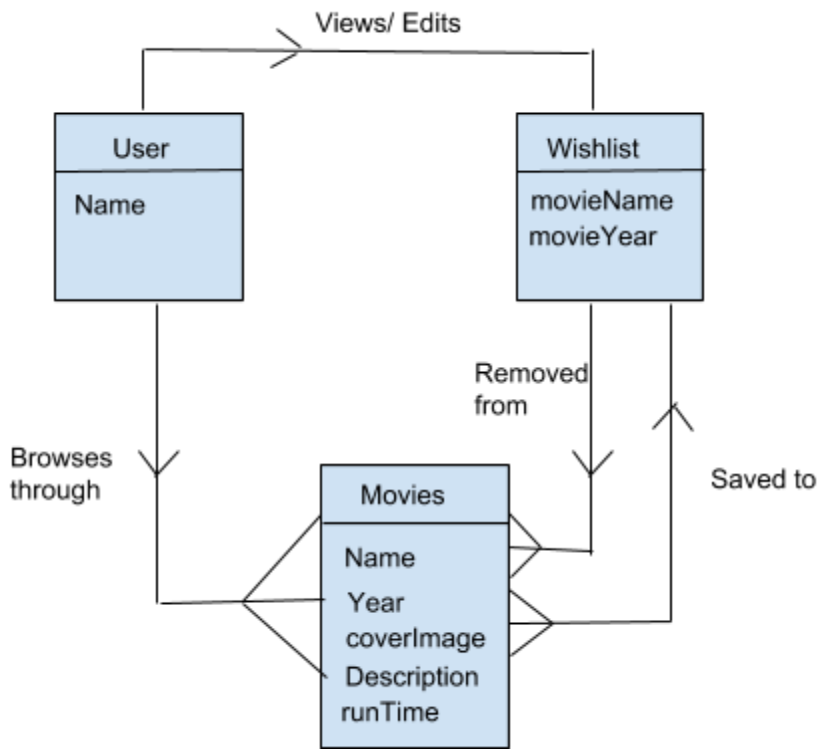 Views/ Edits
User
Name
Wishlist
movieName
movieYear
Removed
from
Browses
through
Saved to
Movies
Name
Year
coverImage
Description
runTime